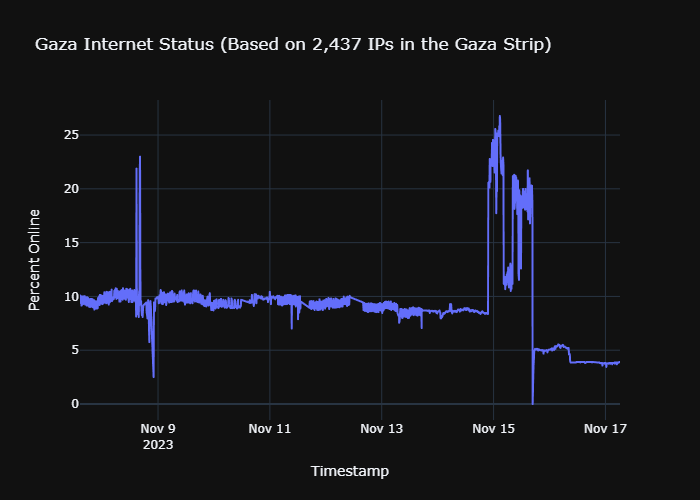 Gaza Internet Status (Based on 2,437 IPs in the Gaza Strip)
Percent Online
25
20
15
10
5
0
Nov 9
2023
Nov 11
Nov 13
Nov 15
Nov 17
Timestamp